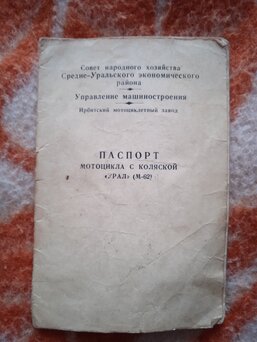 Совет народного хозяйства
Средне-Уральского экономического
района
Управление машиностроения
Ирбитский мотоциклетный завод
ПАСПОРТ
МОТОЦИКЛА С КОЛЯСКОЙ
«УРАЛ» (М-62)